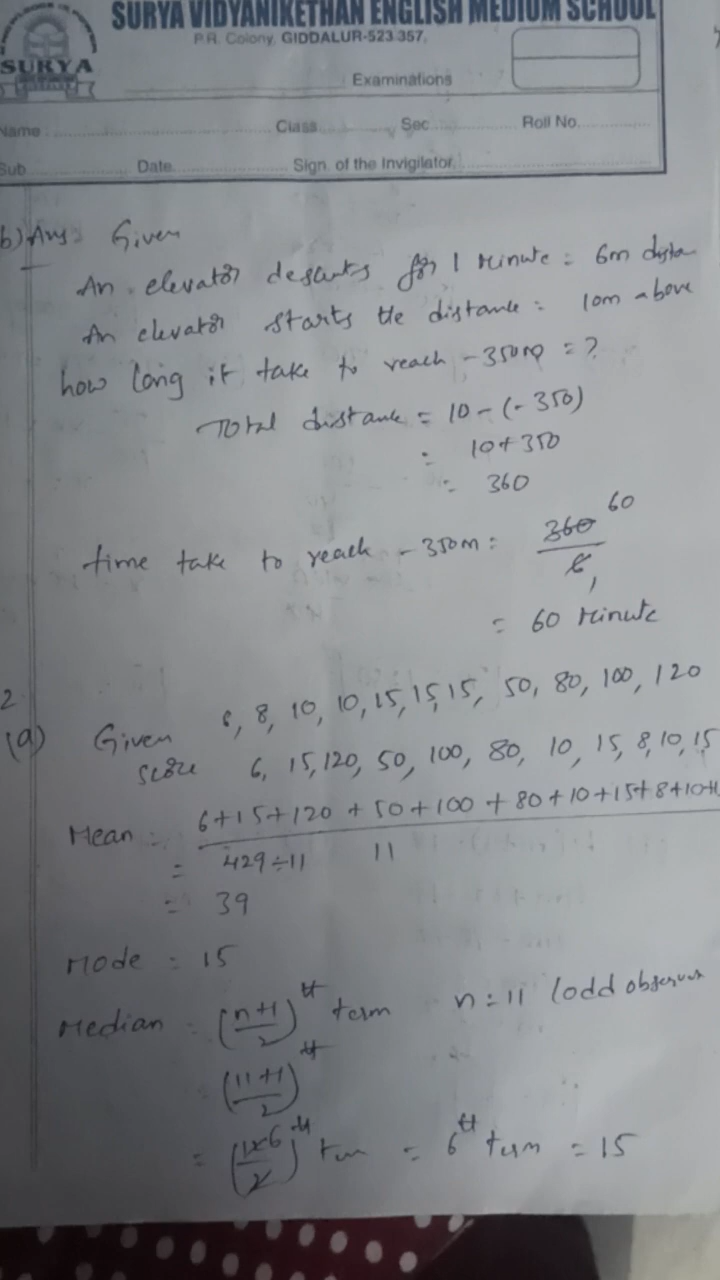 SURYA VIDYANIKETHAN ENGLISH MEDIUM SCHOOL
P.R. Colony, GIDDALUR-523 357.
SURYA
Examinations
Name : Class Sec Roll No.
Sub Date Sign. of the Invigilator
b) Ans: Given
An elevator for 1 minute = 6m
An elevator starts the distance = 10m above
how long it take to reach -350m = ?
Total distance = 10-(-350)
= 10+350
= 360
time take to reach -350m = 360 60 / 6 1
= 60 minute
2
(a) Given 6, 8, 10, 10, 15, 15, 15, 50, 80, 100, 120
score 6, 15, 120, 50, 100, 80, 10, 15, 8, 10, 15
Mean = 6+15+120+50+100+80+10+15+8+10+1 / 11
= 429÷11
= 39
Mode = 15
Median = (n+1/2)th term n=11 (odd
(11+1/2)th
= (12 6/2)th term = 6th term = 15